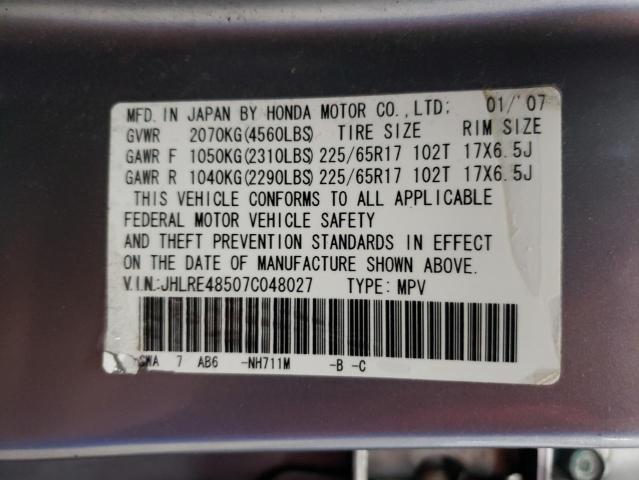 MFD. IN JAPAN BY HONDA MOTOR CO., LTD: 01/'07
GVWR 2070KG(4560LBS) TIRE SIZE RIM SIZE
GAWR F 1050KG(2310LBS) 225/65R17 102T 17X6.5J
GAWR R 1040KG(2290LBS) 225/65R17 102T 17X6.5J
THIS VEHICLE CONFORMS TO ALL APPLICABLE
FEDERAL MOTOR VEHICLE SAFETY
AND THEFT PREVENTION STANDARDS IN EFFECT
ON THE DATE OF MANUFACTURE SHOWN ABOVE.
V.I.N.:JHLRE48507C048027 TYPE: MPV
SWA 7 AB6 -NH711M -B -C